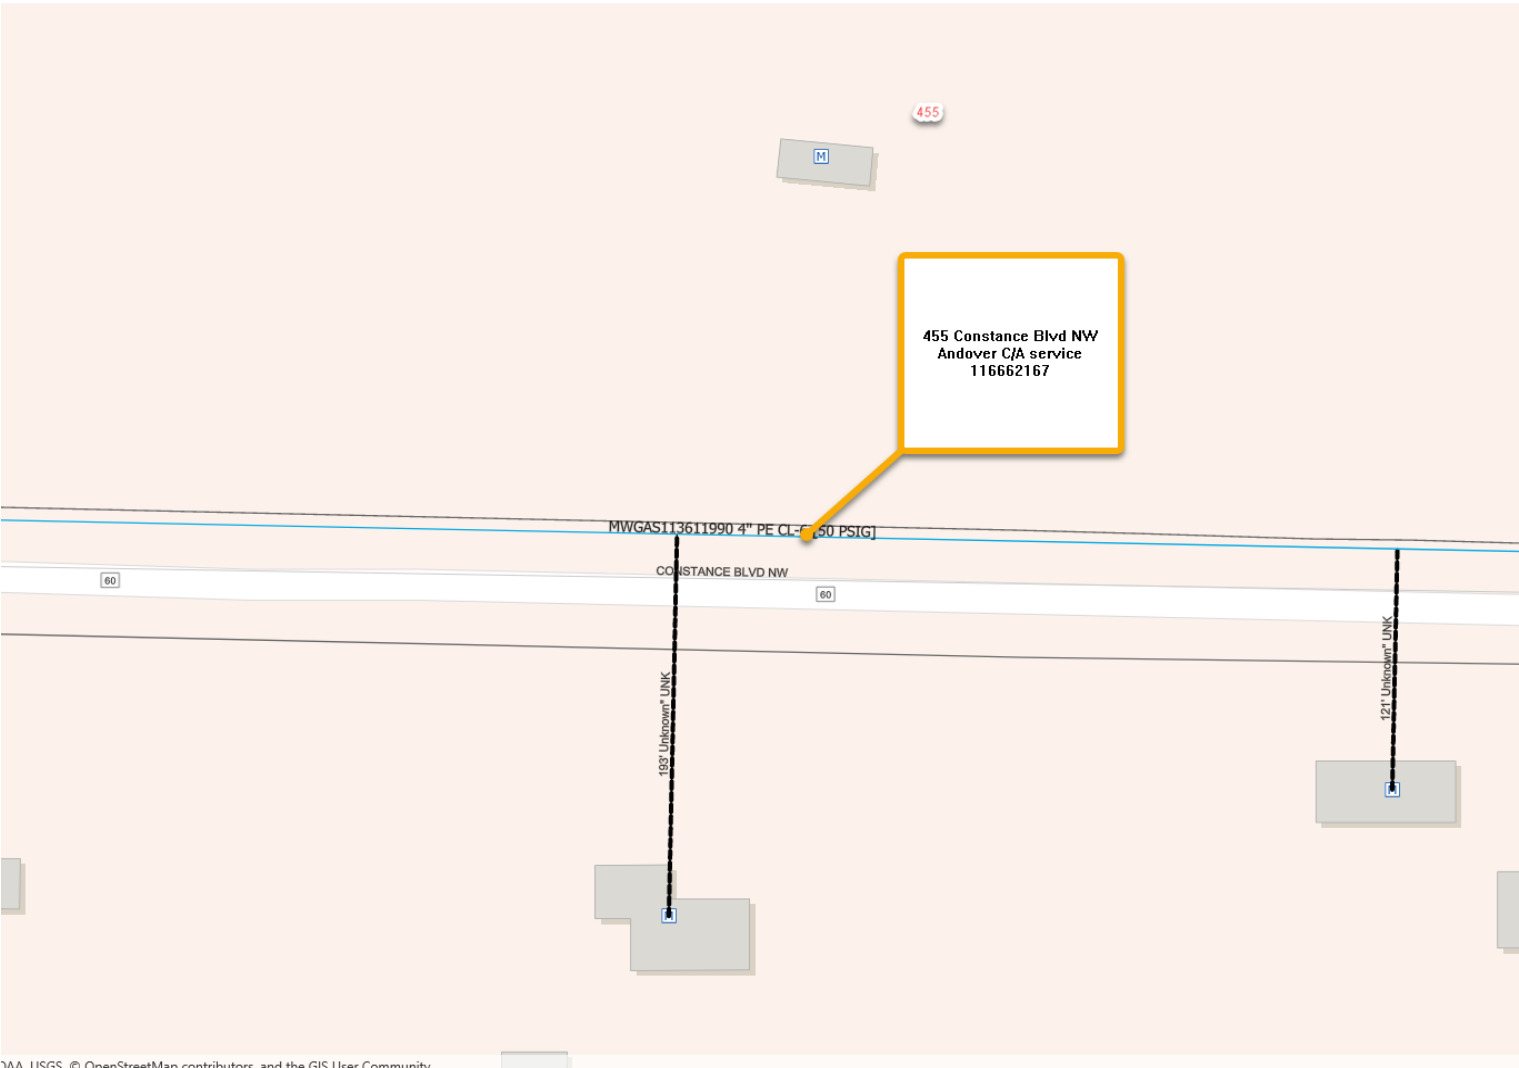 455
M
455 Constance Blvd NW
Andover C/A service
116662167
MWGAS113611990 4" PE CL- [50 PSIG]
CONSTANCE BLVD NW
60
60
193' Unknown" UNK
121' Unknown" UNK
M
M
USGS, © OpenStreetMap contributors, and the GIS User Community